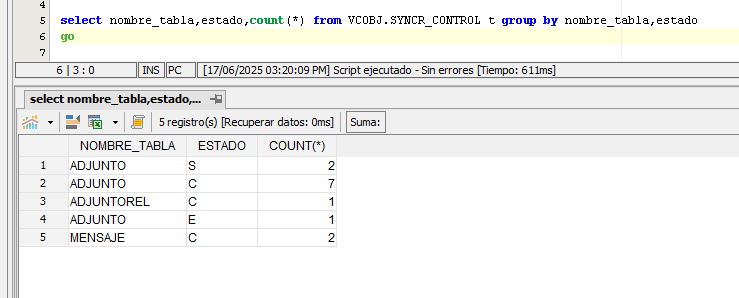 4
5 select nombre_tabla,estado,count(*) from VCOBJ.SYNCR_CONTROL t group by nombre_tabla,estado
6 go
7
6 | 3 : 0 INS PC [17/06/2025 03:20:09 PM] Script ejecutado - Sin errores [Tiempo: 611ms]
select nombre_tabla,estado,...
5 registro(s) [Recuperar datos: 0ms] Suma:
NOMBRE_TABLA ESTADO COUNT(*)
1 ADJUNTO S 2
2 ADJUNTO C 7
3 ADJUNTOREL C 1
4 ADJUNTO E 1
5 MENSAJE C 2